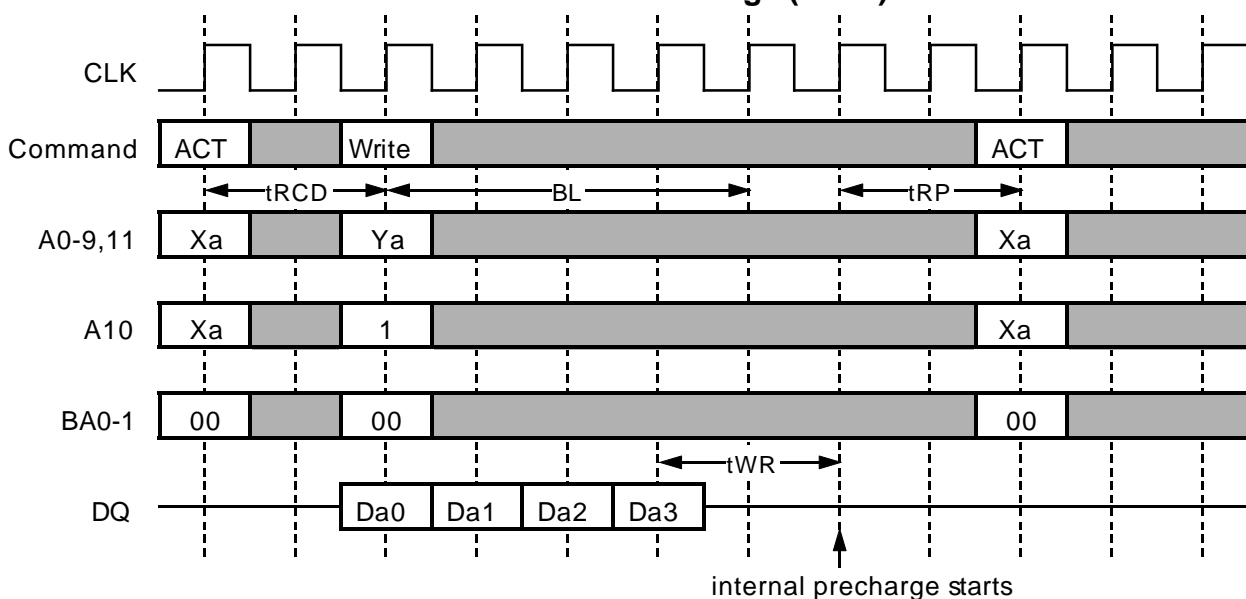 CLK
Command ACT Write ACT
tRCD BL tRP
A0-9,11 Xa Ya Xa
A10 Xa 1 Xa
BA0-1 00 00 00
tWR
DQ Da0 Da1 Da2 Da3
internal precharge starts